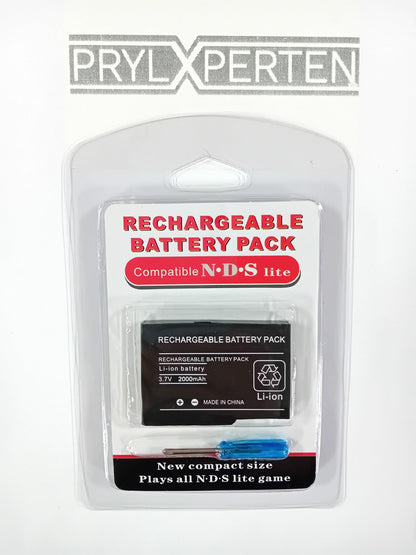 PRYLXPERTEN
RECHARGEABLE
BATTERY PACK
Compatible N·D·S lite
RECHARGEABLE BATTERY PACK
RECHARGEABLE BATTERY PACK
Li-ion battery
3.7V 2000mAh
MADE IN CHINA
Li-ion
New compact size
Plays all N·D·S lite game